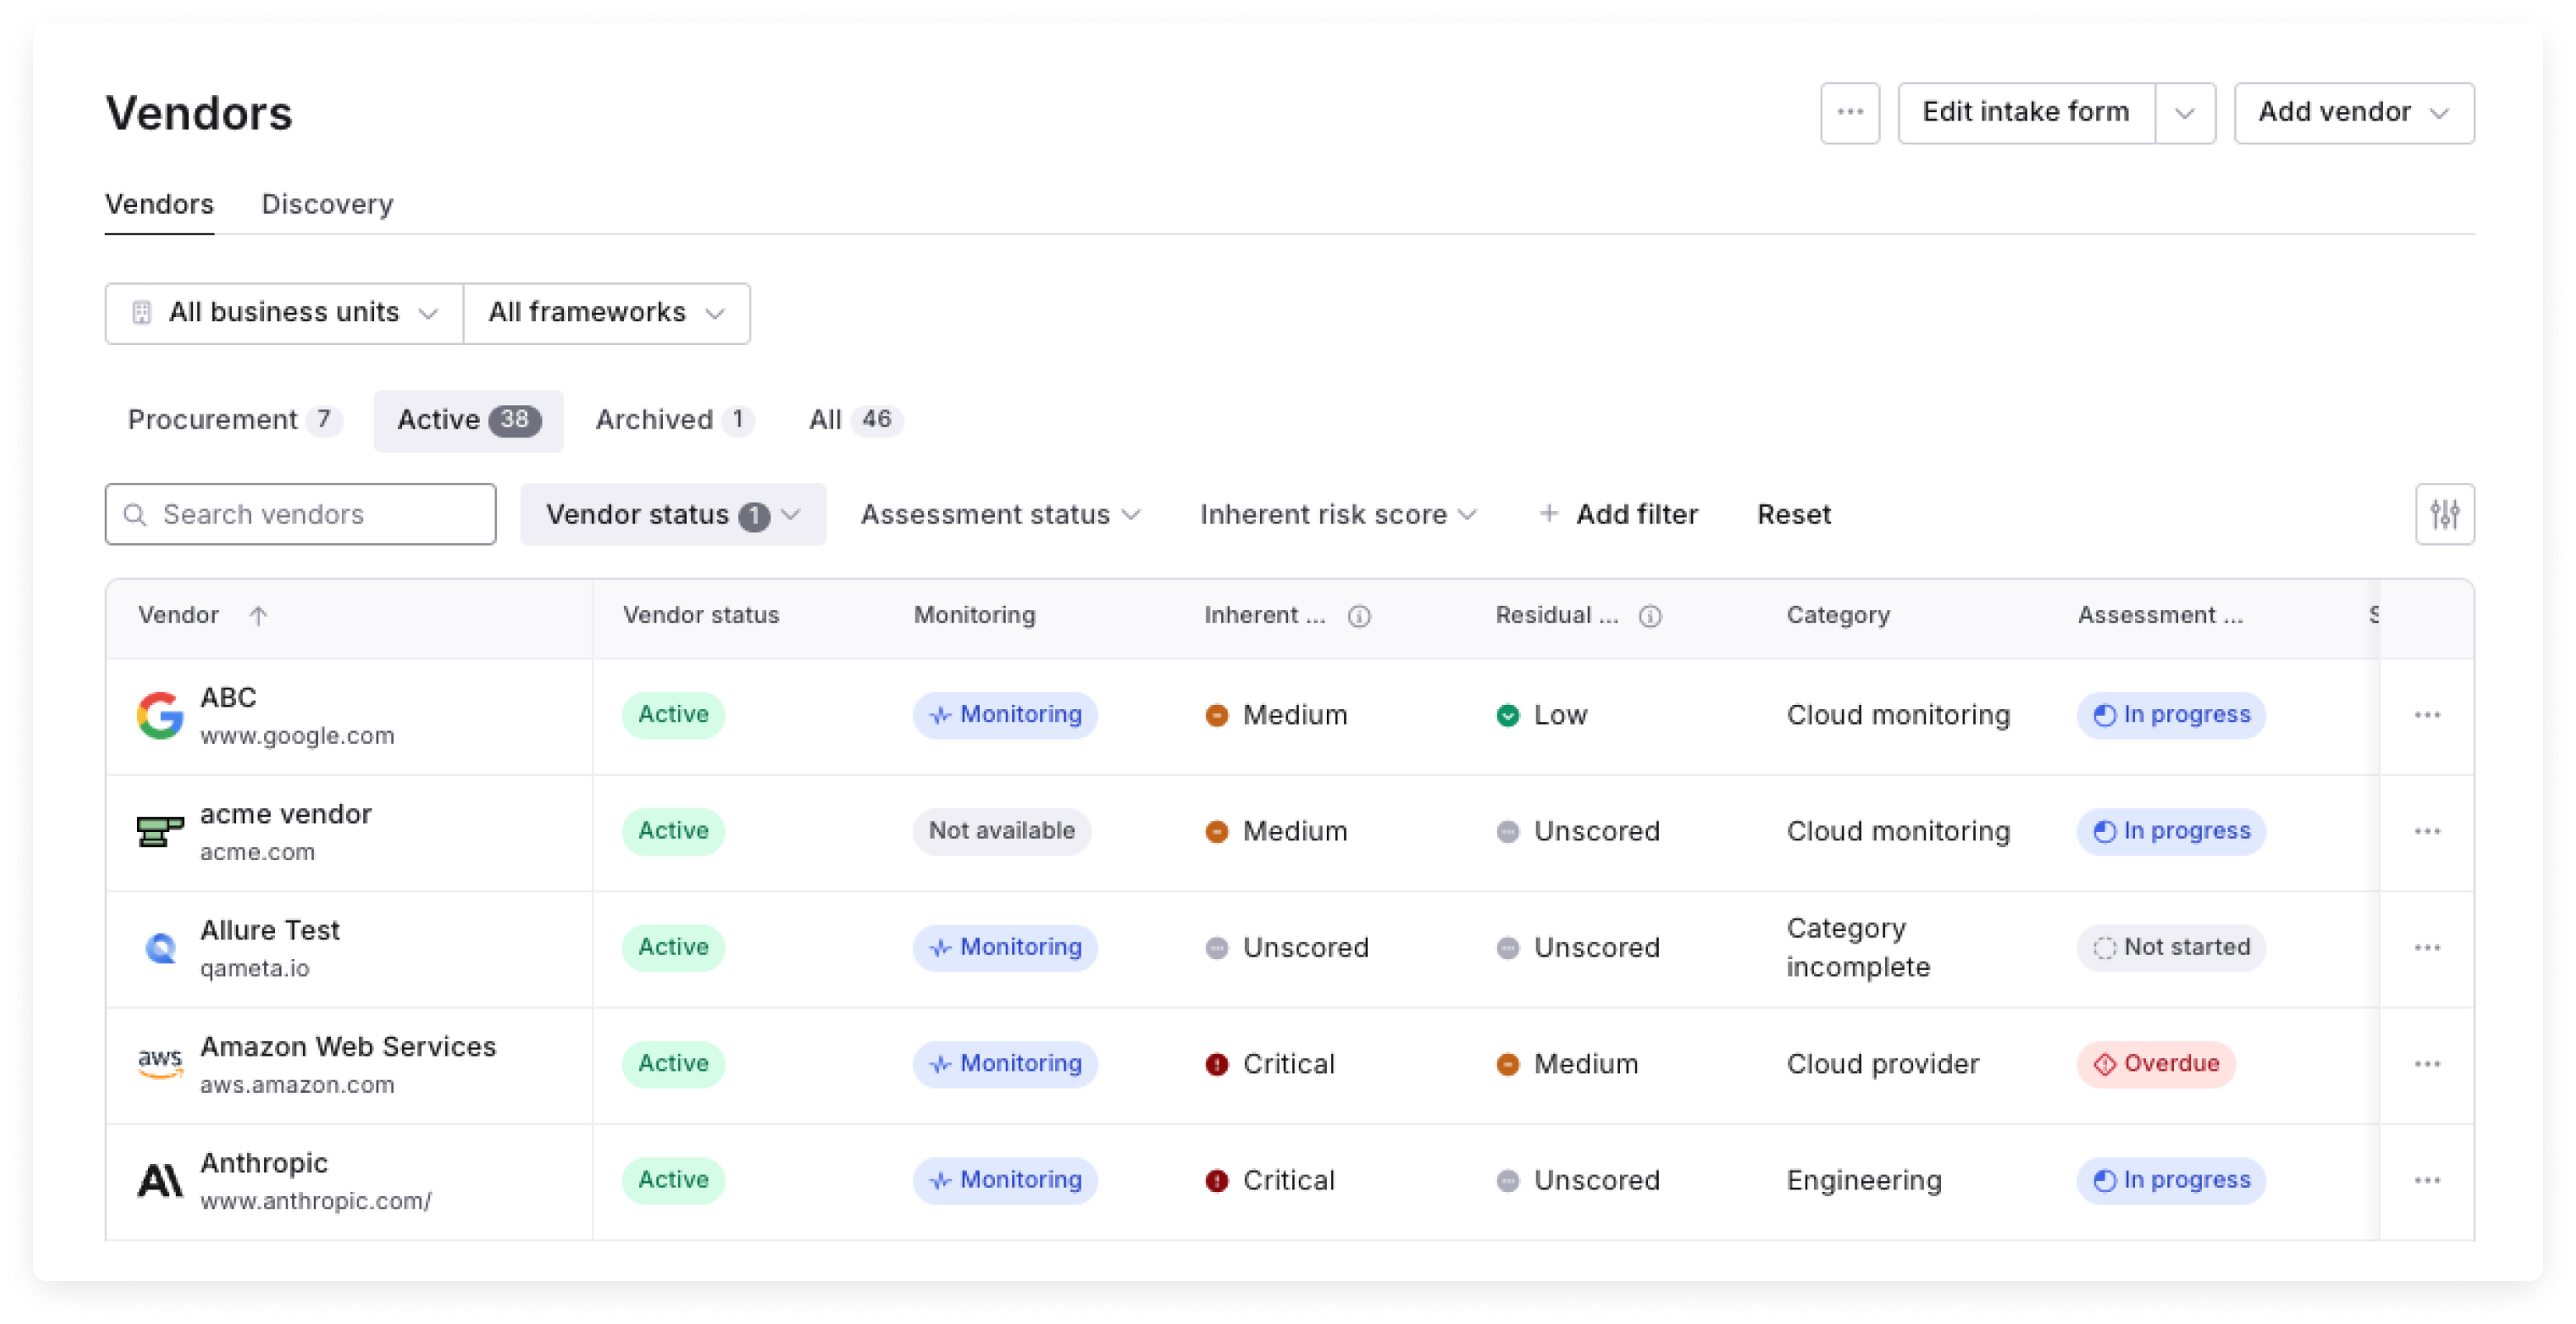 Vendors
... Edit intake form Add vendor
Vendors Discovery
All business units All frameworks
Procurement 7 Active 38 Archived 1 All 46
Search vendors Vendor status 1 Assessment status Inherent risk score + Add filter Reset
Vendor Vendor status Monitoring Inherent ... Residual ... Category Assessment ... S
ABC
www.google.com
Active Monitoring Medium Low Cloud monitoring In progress
acme vendor
acme.com
Active Not available Medium Unscored Cloud monitoring In progress
Allure Test
qameta.io
Active Monitoring Unscored Unscored Category
incomplete
Not started
aws
Amazon Web Services
aws.amazon.com
Active Monitoring Critical Medium Cloud provider Overdue
Anthropic
www.anthropic.com/
Active Monitoring Critical Unscored Engineering In progress